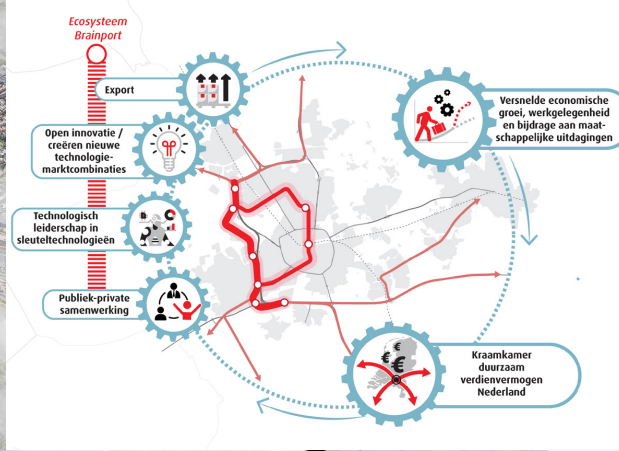 Ecosysteem
Brainport
Export
Open innovatie /
creëren nieuwe
technologie-
marktcombinaties
Technologisch
leiderschap in
sleuteltechnologieën
Publiek-private
samenwerking
Versnelde economische
groei, werkgelegenheid
en bijdrage aan maat-
schappelijke uitdagingen
€
€
€
€
Kraamkamer
duurzaam
verdienvermogen
Nederland